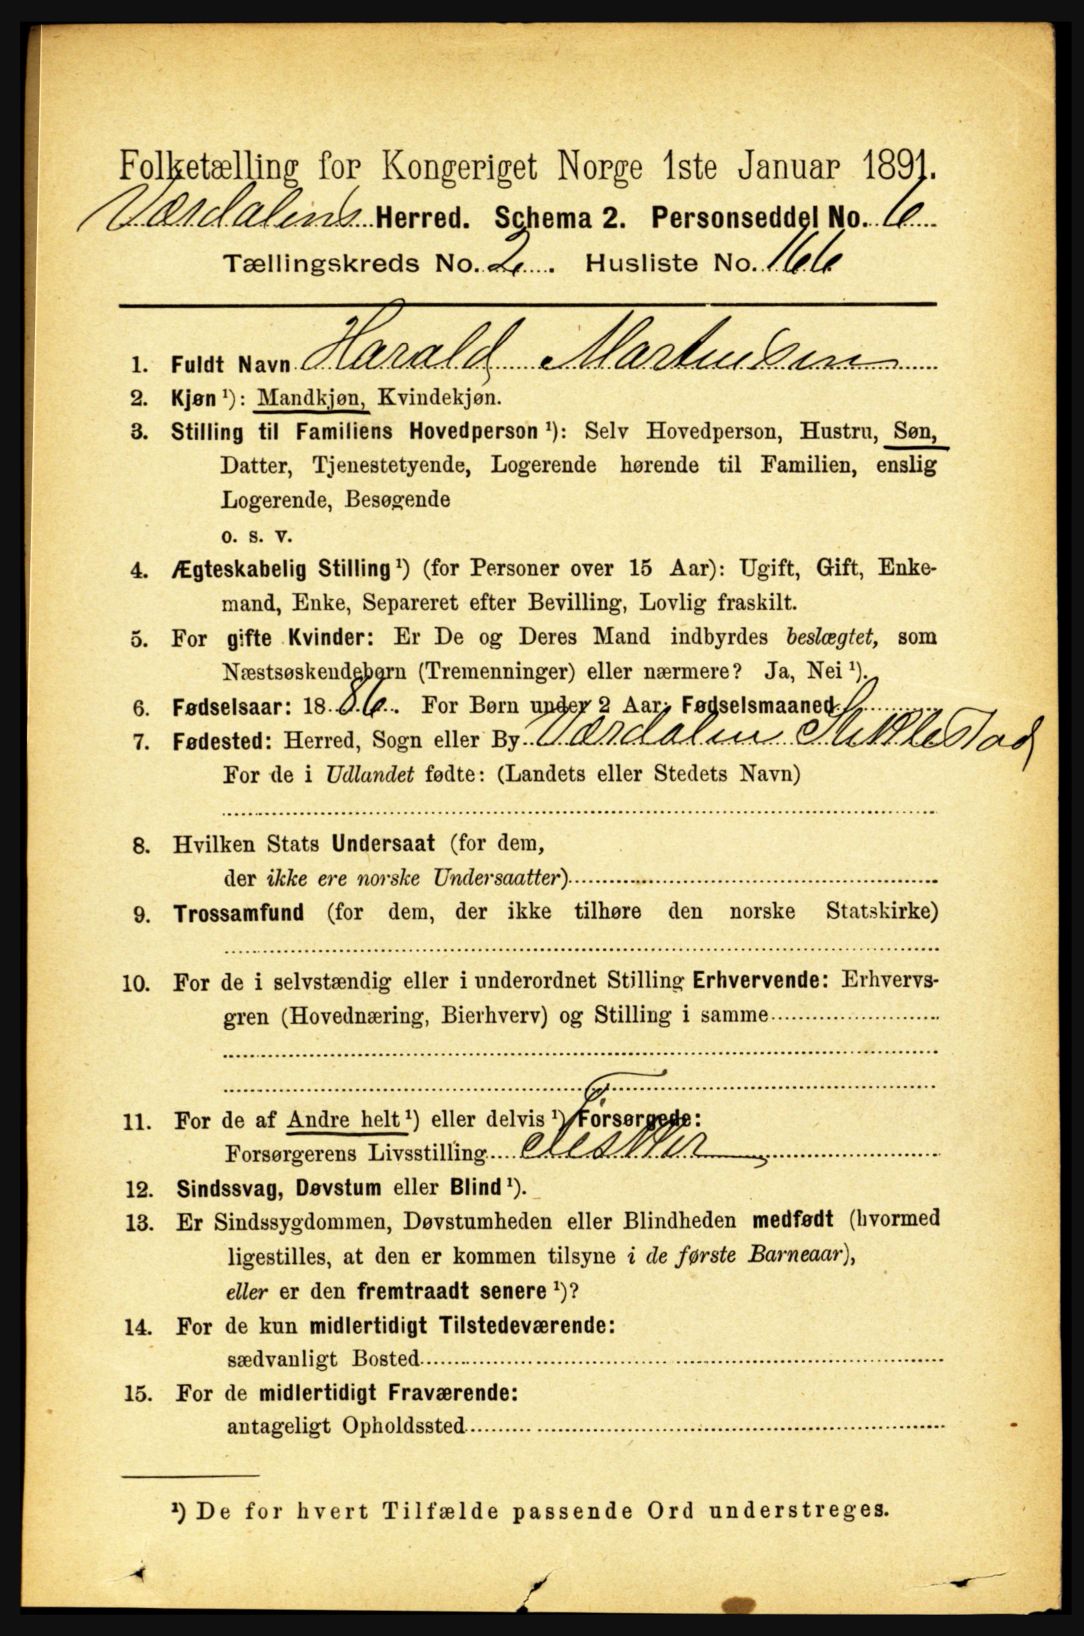 Folketælling for Kongeriget Norge 1ste Januar 1891.
Værdalens Herred. Schema 2. Personseddel No. 6
Tællingskreds No. 2. Husliste No. 166
1. Fuldt Navn Harald Martinsen
2. Kjøn ¹): Mandkjøn, Kvindekjøn.
3. Stilling til Familiens Hovedperson ¹): Selv Hovedperson, Hustru, Søn,
Datter, Tjenestetyende, Logerende hørende til Familien, enslig
Logerende, Besøgende
o. s. v.
4. Ægteskabelig Stilling ¹) (for Personer over 15 Aar): Ugift, Gift, Enke-
mand, Enke, Separeret efter Bevilling, Lovlig fraskilt.
5. For gifte Kvinder: Er De og Deres Mand indbyrdes beslægtet, som
Næstsøskendebørn (Tremenninger) eller nærmere? Ja, Nei ¹).
6. Fødselsaar: 1886. For Børn under 2 Aar: Fødselsmaaned
7. Fødested: Herred, Sogn eller By Værdalen Stiklestad
For de i Udlandet fødte: (Landets eller Stedets Navn)
8. Hvilken Stats Undersaat (for dem,
der ikke ere norske Undersaatter)
9. Trossamfund (for dem, der ikke tilhøre den norske Statskirke)
10. For de i selvstændig eller i underordnet Stilling Erhvervende: Erhvervs-
gren (Hovednæring, Bierhverv) og Stilling i samme
11. For de af Andre helt ¹) eller delvis ¹) Forsørgede:
Forsørgerens Livsstilling
12. Sindssvag, Døvstum eller Blind ¹).
13. Er Sindssygdommen, Døvstumheden eller Blindheden medfødt (hvormed
ligestilles, at den er kommen tilsyne i de første Barneaar),
eller er den fremtraadt senere ¹)?
14. For de kun midlertidigt Tilstedeværende:
sædvanligt Bosted
15. For de midlertidigt Fraværende:
antageligt Opholdssted
¹) De for hvert Tilfælde passende Ord understreges.